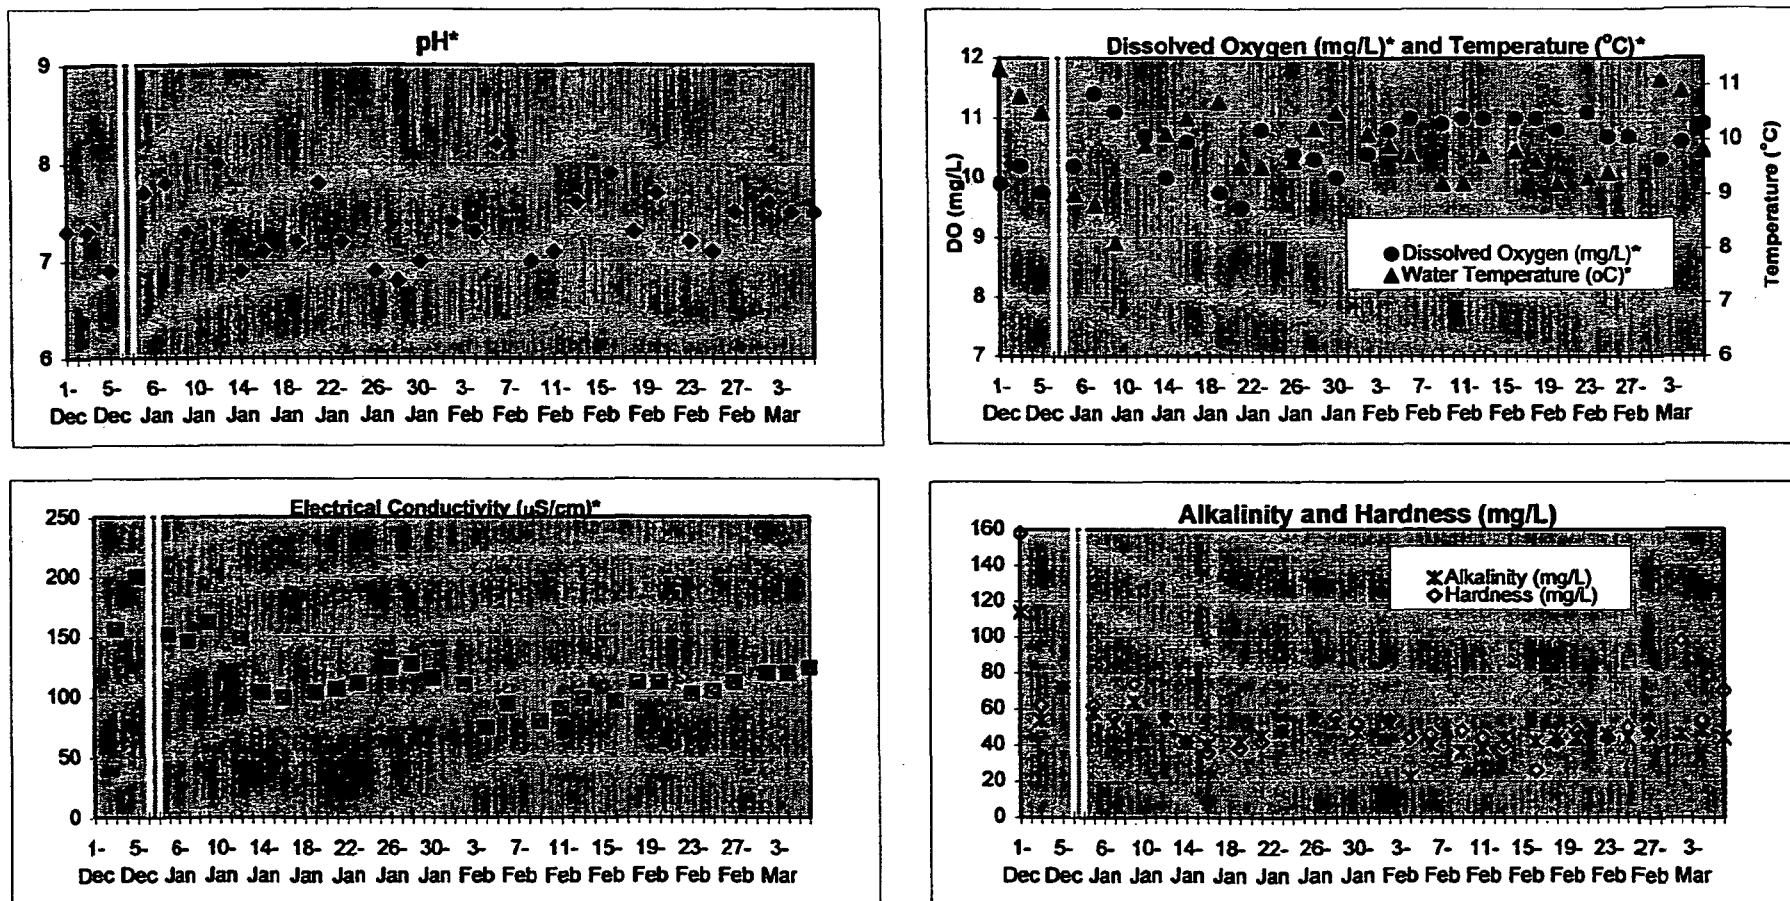 pH*
9
8
7
6
1- 5- 6- 10- 14- 18- 22- 26- 30- 3- 7- 11- 15- 19- 23- 27- 3-
Dec Dec Jan Jan Jan Jan Jan Jan Jan Feb Feb Feb Feb Feb Feb Feb Mar
Dissolved Oxygen (mg/L)* and Temperature (°C)*
DO (mg/L)
12
11
10
9
8
7
Dissolved Oxygen (mg/L)*
Water Temperature (oC)*
11
10
9
8
7
6
Temperature (°C)
1- 5- 6- 10- 14- 18- 22- 26- 30- 3- 7- 11- 15- 19- 23- 27- 3-
Dec Dec Jan Jan Jan Jan Jan Jan Jan Feb Feb Feb Feb Feb Feb Feb Mar
Electrical Conductivity (µS/cm)*
250
200
150
100
50
0
1- 5- 6- 10- 14- 18- 22- 26- 30- 3- 7- 11- 15- 19- 23- 27- 3-
Dec Dec Jan Jan Jan Jan Jan Jan Jan Feb Feb Feb Feb Feb Feb Feb Mar
Alkalinity and Hardness (mg/L)
160
140
120
100
80
60
40
20
0
Alkalinity (mg/L)
Hardness (mg/L)
1- 5- 6- 10- 14- 18- 22- 26- 30- 3- 7- 11- 15- 19- 23- 27- 3-
Dec Dec Jan Jan Jan Jan Jan Jan Jan Feb Feb Feb Feb Feb Feb Feb Mar